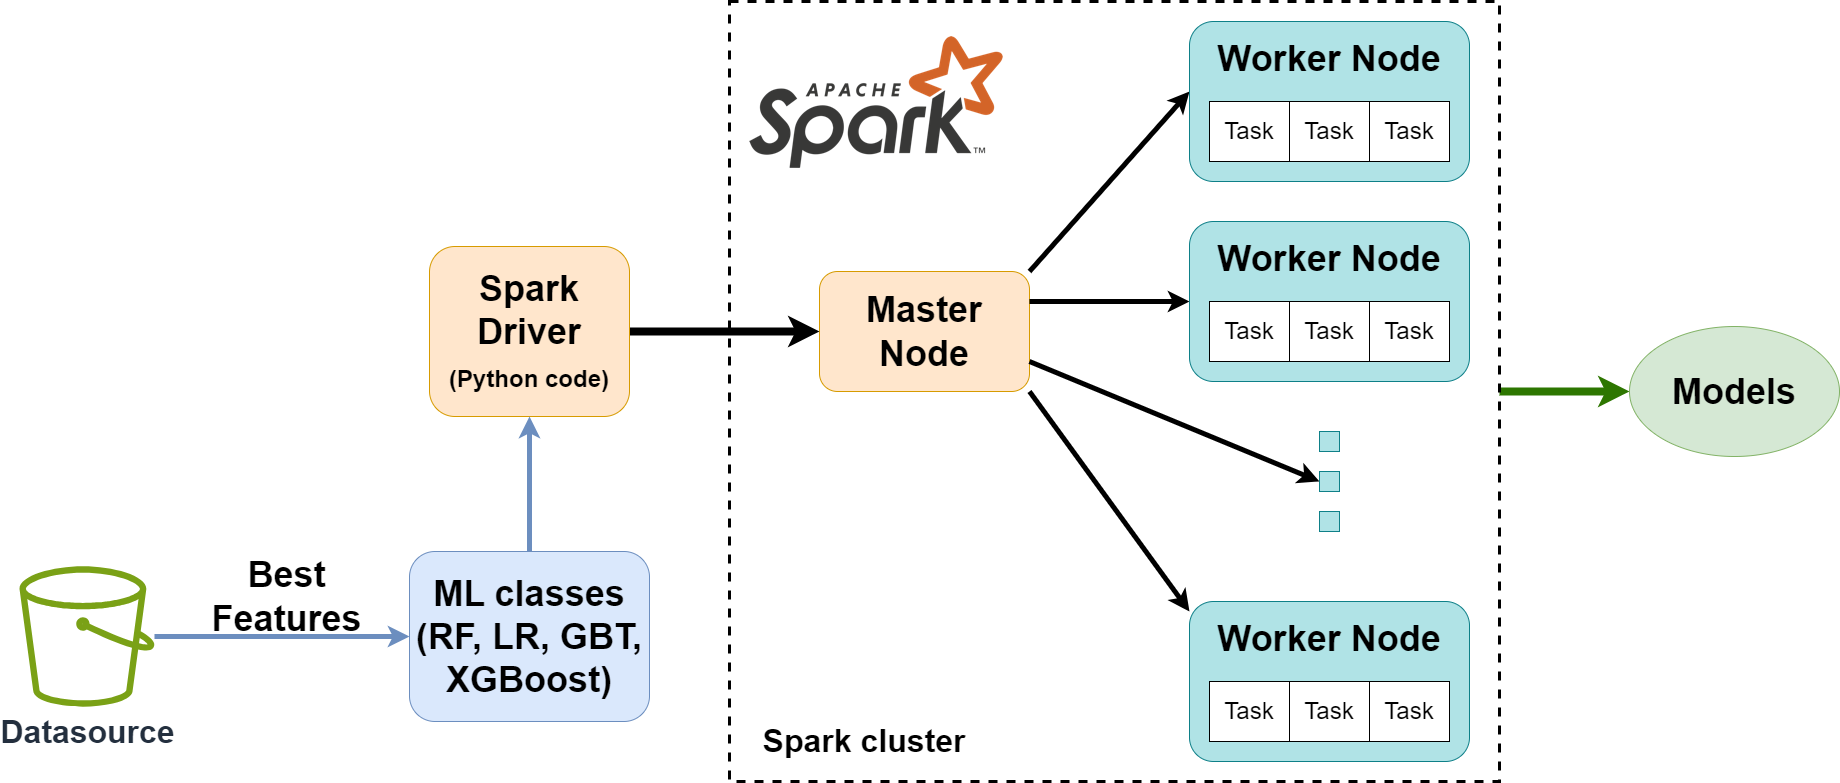 APACHE
Spark™
Worker Node
Task Task Task
Worker Node
Task Task Task
Spark
Driver
(Python code)
Master
Node
Models
Best
Features
ML classes
(RF, LR, GBT,
XGBoost)
Datasource
Worker Node
Task Task Task
Spark cluster